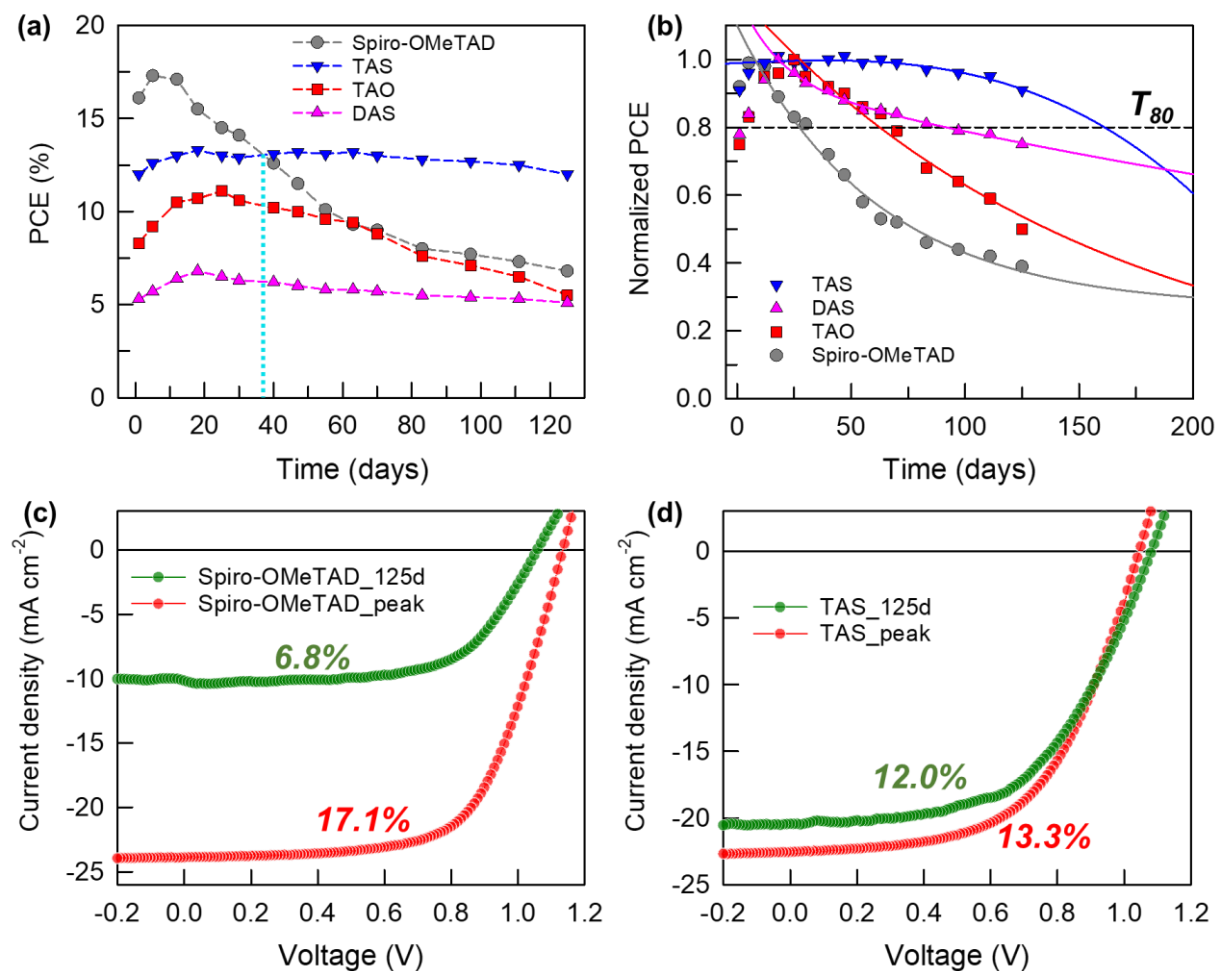 (a)
20
15
10
5
0
PCE (%)
Spiro-OMeTAD
TAS
TAO
DAS
0 20 40 60 80 100 120
Time (days)
(b)
1.0
0.8
0.6
0.4
0.2
0.0
Normalized PCE
T80
TAS
DAS
TAO
Spiro-OMeTAD
0 50 100 150 200
Time (days)
(c)
0
-5
-10
-15
-20
-25
Current density (mA cm-2)
Spiro-OMeTAD_125d
Spiro-OMeTAD_peak
6.8%
17.1%
-0.2 0.0 0.2 0.4 0.6 0.8 1.0 1.2
Voltage (V)
(d)
0
-5
-10
-15
-20
-25
Current density (mA cm-2)
TAS_125d
TAS_peak
12.0%
13.3%
-0.2 0.0 0.2 0.4 0.6 0.8 1.0 1.2
Voltage (V)